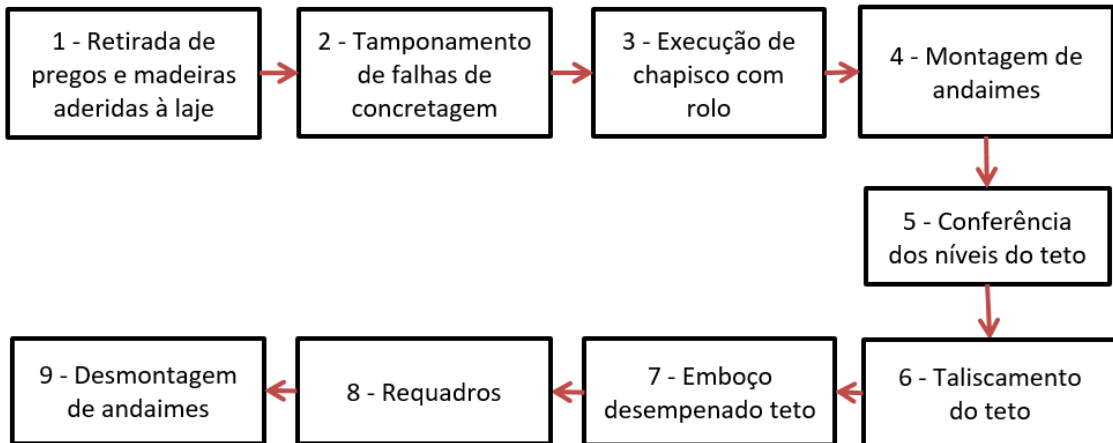 1 - Retirada de
pregos e madeiras
aderidas à laje
2 - Tamponamento
de falhas de
concretagem
3 - Execução de
chapisco com
rolo
4 - Montagem de
andaimes
5 - Conferência
dos níveis do teto
6 - Taliscamento
do teto
7 - Emboço
desempenado teto
8 - Requadros
9 - Desmontagem
de andaimes